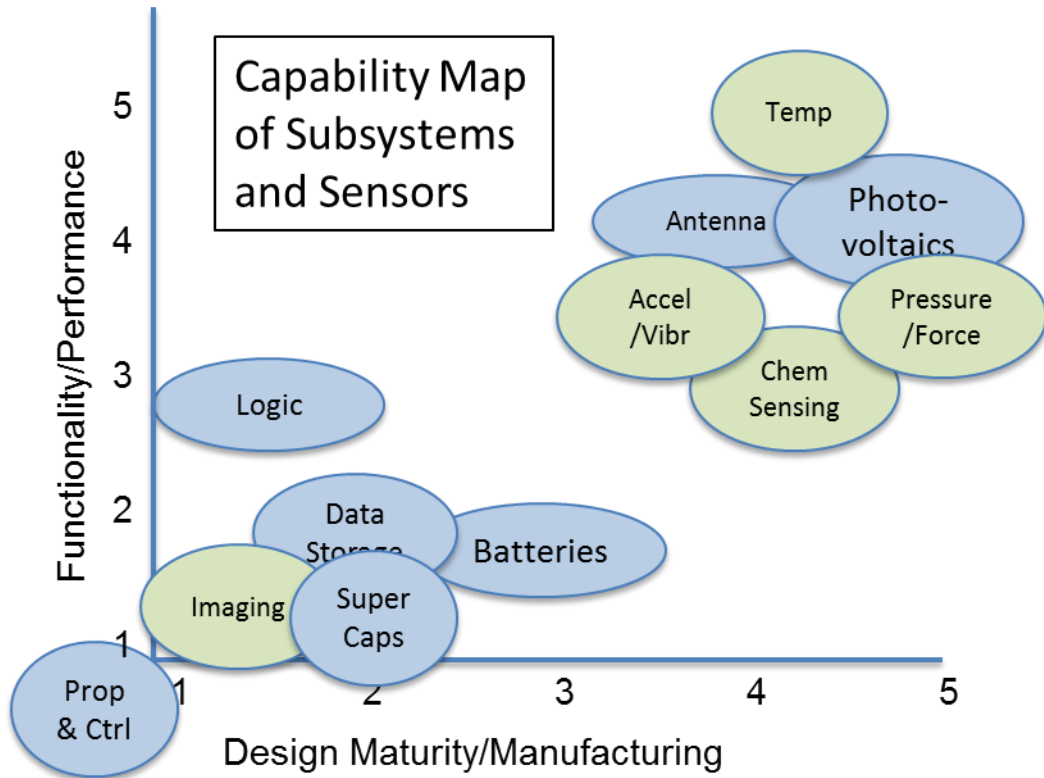 Capability Map
of Subsystems
and Sensors
Functionality/Performance
5
4
3
2
1
Temp
Photo-
voltaics
Antenna
Accel
/Vibr
Pressure
/Force
Chem
Sensing
Logic
Data
Storage
Batteries
Imaging
Super
Caps
Prop
& Ctrl
1
2
3
4
5
Design Maturity/Manufacturing